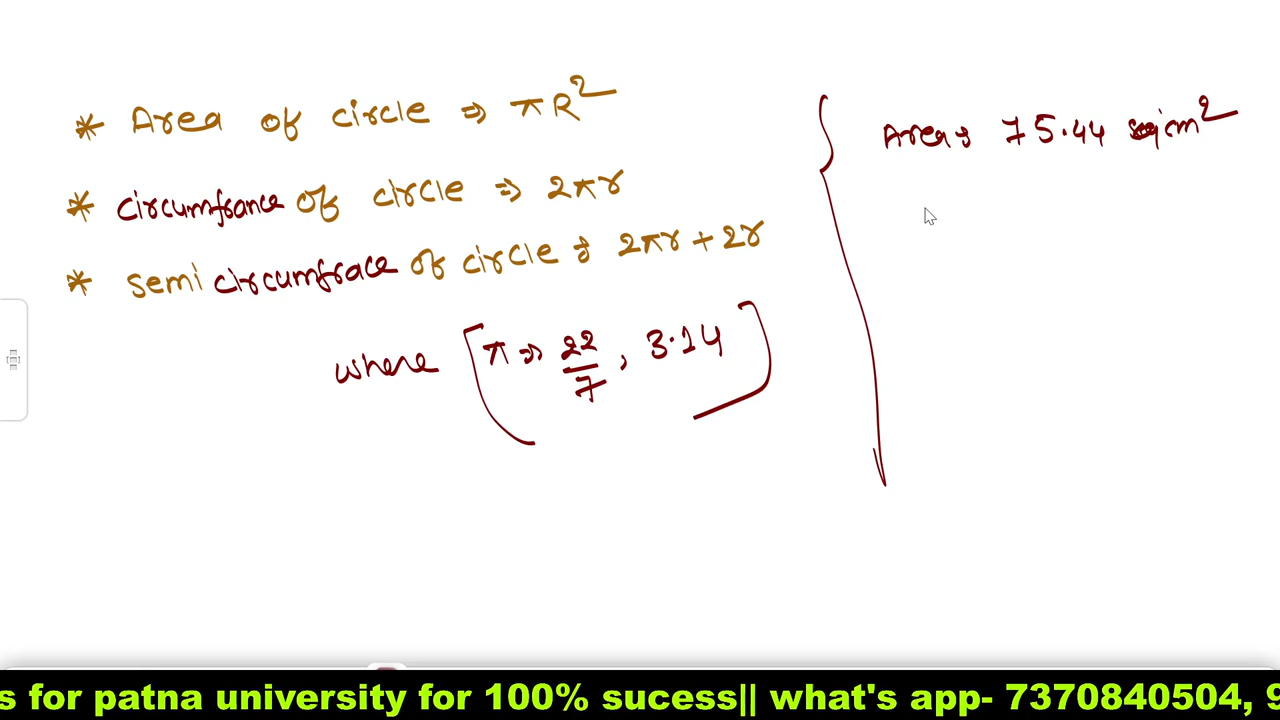 * Area of circle ⇒ πR²
* circumfrance of circle ⇒ 2πr
* semi circumfrace of circle : 2πr + 2r
where [π ⇒ 22/7, 3.14]
Area : 75.44 cm²
s for patna university for 100% sucess|| what's app- 7370840504, 9